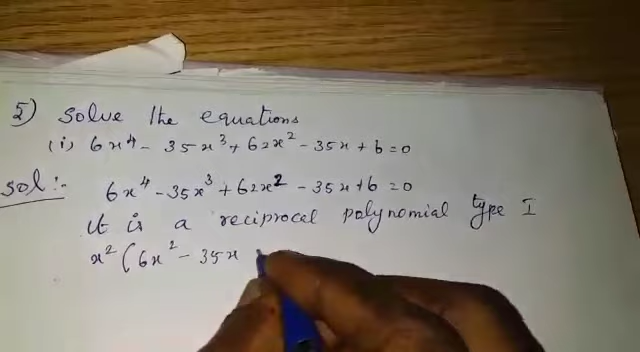 5) Solve the equations
(i) 6x⁴ - 35x³ + 62x² - 35x + 6 = 0
Sol:- 6x⁴ - 35x³ + 62x² - 35x + 6 = 0
it is a reciprocal polynomial type I
x² (6x² - 35x